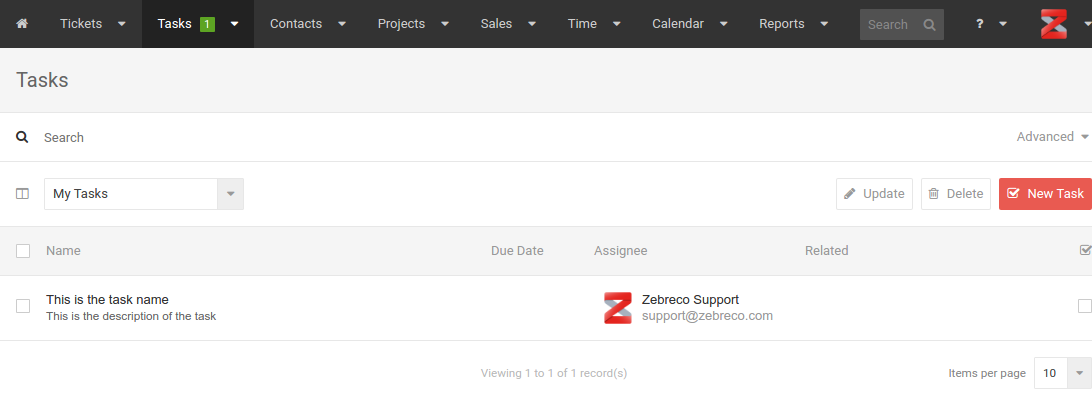 Tickets Tasks 1 Contacts Projects Sales Time Calendar Reports Search ?
Tasks
Search Advanced
My Tasks Update Delete New Task
Name Due Date Assignee Related
This is the task name Zebreco Support
This is the description of the task support@zebreco.com
Viewing 1 to 1 of 1 record(s) Items per page 10